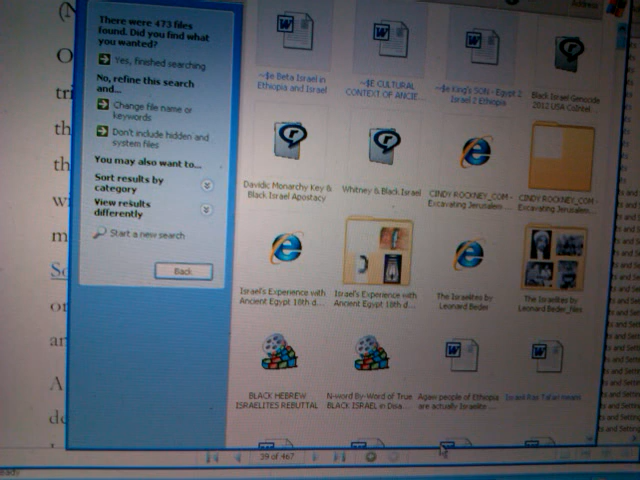 Address
There were 473 files
found. Did you find what
you wanted?
Yes, finished searching
No, refine this search
and...
Change file name or
keywords
Don't include hidden and
system files
You may also want to...
Sort results by
category
View results
differently
Start a new search
Back
~$e Beta Israel in
Ethiopia and Israel
~$E CULTURAL
CONTEXT OF ANCIE...
~$e King's SON - Egypt 2
Israel 2 Ethiopia
Black Israel Genocide
2012 USA CoIntel...
Davidic Monarchy Key &
Black Israel Apostacy
Whitney & Black Israel
CINDY ROCKNEY_COM -
Excavating Jerusalem ...
CINDY ROCKNEY_COM -
Excavating Jerusalem...
Israel's Experience with
Ancient Egypt 18th d...
Israel's Experience with
Ancient Egypt 18th d...
The Israelites by
Leonard Beder
The Israelites by
Leonard Beder_files
BLACK HEBREW
ISRAELITES REBUTTAL
N-word By-Word of True
BLACK ISRAEL in Disa...
Agaw people of Ethiopia
are actually Israelite ...
39 of 467